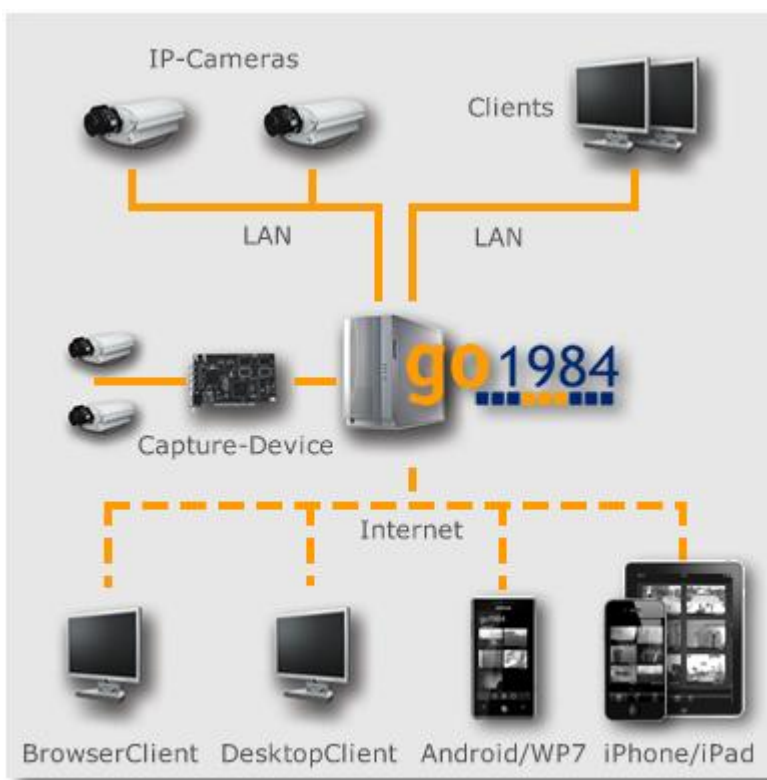 IP-Cameras
Clients
LAN
LAN
go1984
Capture-Device
Internet
BrowserClient
DesktopClient
Android/WP7
iPhone/iPad